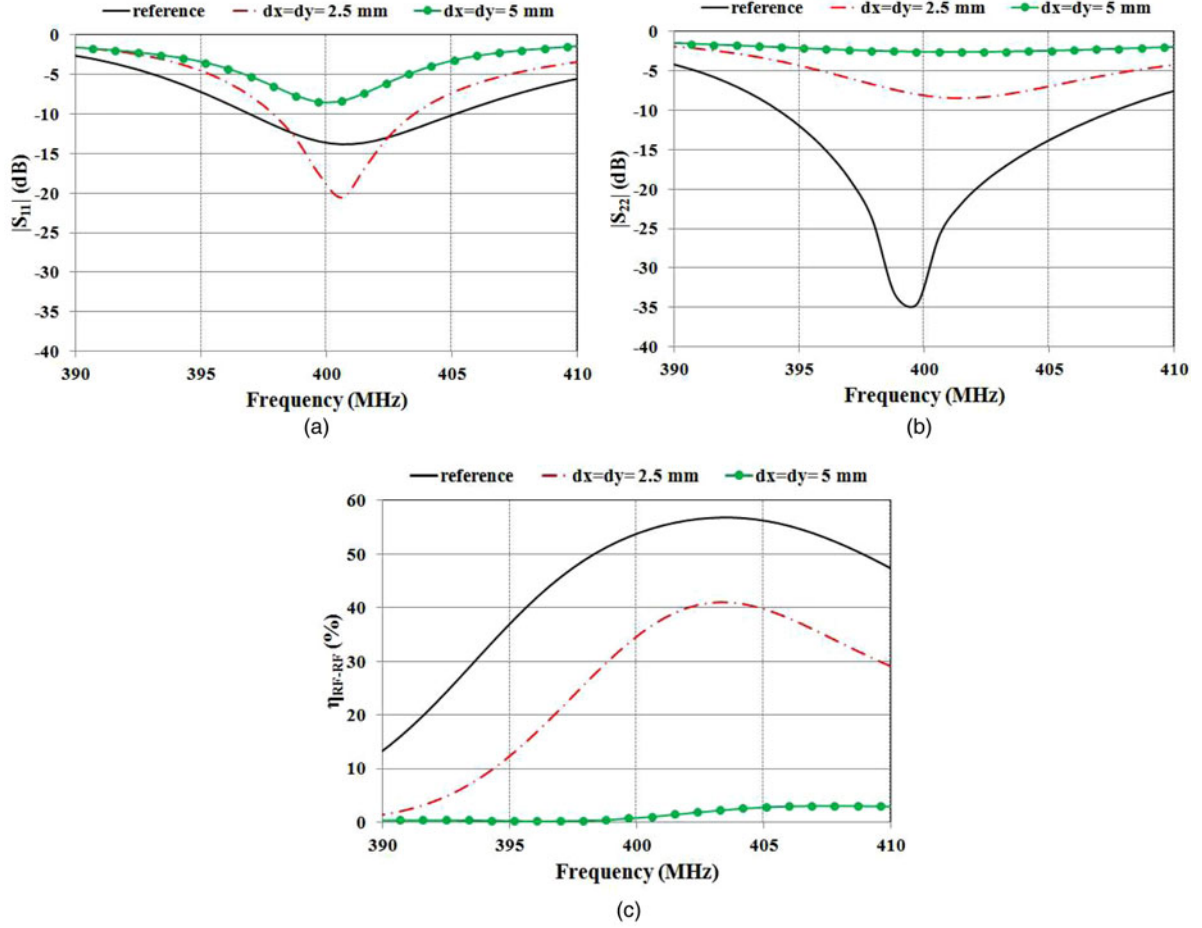 reference dx=dy= 2.5 mm dx=dy= 5 mm
0
-5
-10
-15
-20
-25
-30
-35
-40
|S11| (dB)
390 395 400 405 410
Frequency (MHz)
(a)
reference dx=dy= 2.5 mm dx=dy= 5 mm
0
-5
-10
-15
-20
-25
-30
-35
-40
|S22| (dB)
390 395 400 405 410
Frequency (MHz)
(b)
reference dx=dy= 2.5 mm dx=dy= 5 mm
60
50
40
30
20
10
0
ηRF-RF (%)
390 395 400 405 410
Frequency (MHz)
(c)